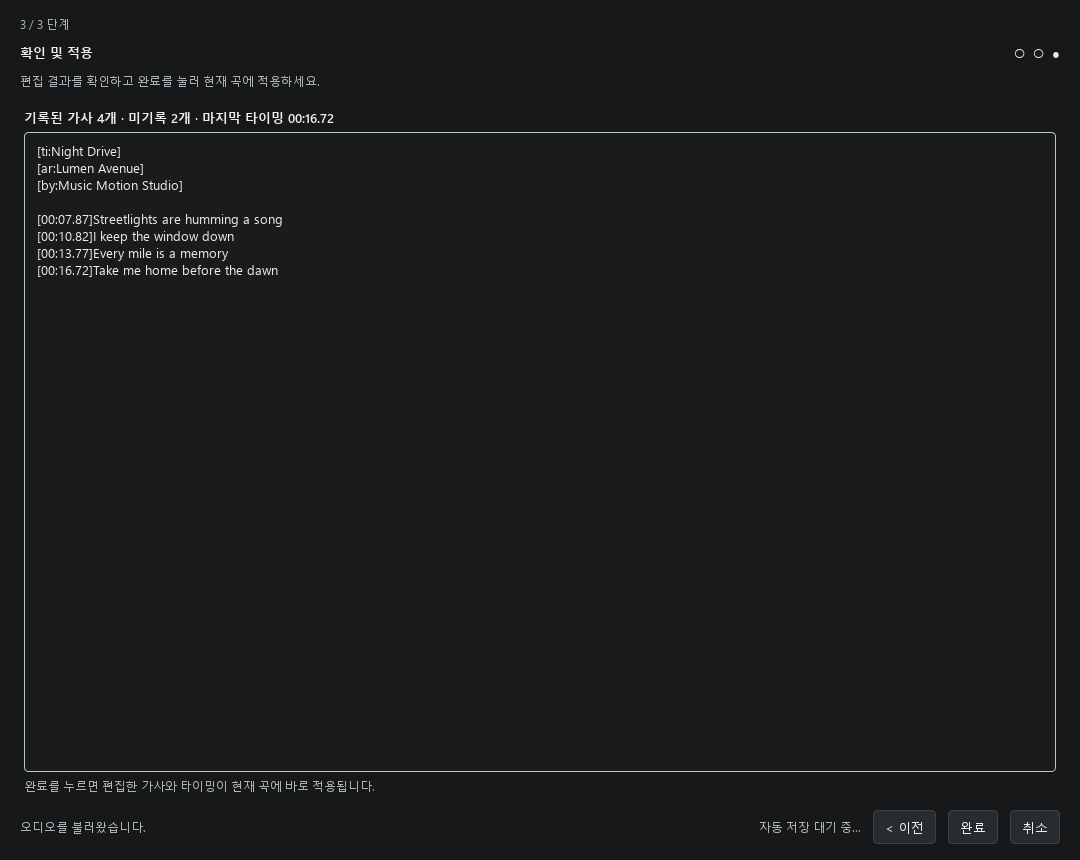 3 / 3 단계
확인 및 적용
편집 결과를 확인하고 완료를 눌러 현재 곡에 적용하세요.
기록된 가사 4개 · 미기록 2개 · 마지막 타이밍 00:16.72
[ti:Night Drive]
[ar:Lumen Avenue]
[by:Music Motion Studio]
[00:07.87]Streetlights are humming a song
[00:10.82]I keep the window down
[00:13.77]Every mile is a memory
[00:16.72]Take me home before the dawn
완료를 누르면 편집한 가사와 타이밍이 현재 곡에 바로 적용됩니다.
오디오를 불러왔습니다.
자동 저장 대기 중...
< 이전
완료
취소